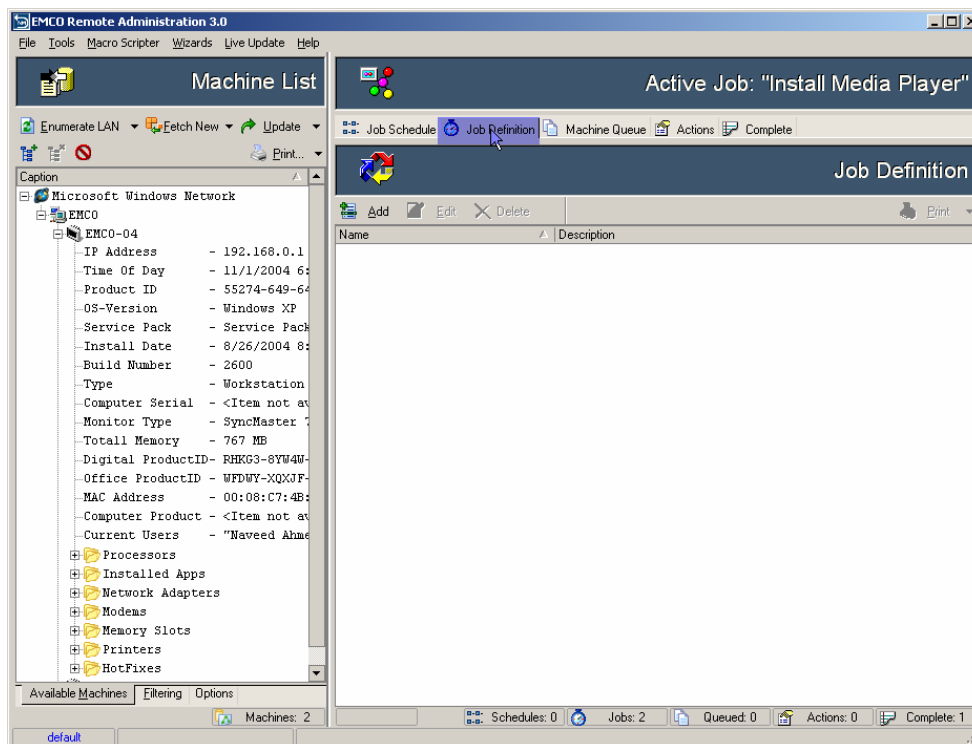 EMCO Remote Administration 3.0
File Tools Macro Scripter Wizards Live Update Help
Machine List
Active Job: "Install Media Player"
Enumerate LAN Fetch New Update
Print...
Job Schedule Job Definition Machine Queue Actions Complete
Job Definition
Add Edit Delete Print
Caption
Name Description
Microsoft Windows Network
EMCO
EMCO-04
IP Address - 192.168.0.1
Time Of Day - 11/1/2004 6:
Product ID - 55274-649-64
OS-Version - Windows XP
Service Pack - Service Pack
Install Date - 8/26/2004 8:
Build Number - 2600
Type - Workstation
Computer Serial - <Item not av
Monitor Type - SyncMaster 7
Totall Memory - 767 MB
Digital ProductID- RHKG3-8YW4W-
Office ProductID - WFDWY-XQXJF-
MAC Address - 00:08:C7:4B:
Computer Product - <Item not av
Current Users - "Naveed Ahme
Processors
Installed Apps
Network Adapters
Modems
Memory Slots
Printers
HotFixes
Available Machines Filtering Options
Machines: 2
Schedules: 0 Jobs: 2 Queued: 0 Actions: 0 Complete: 1
default